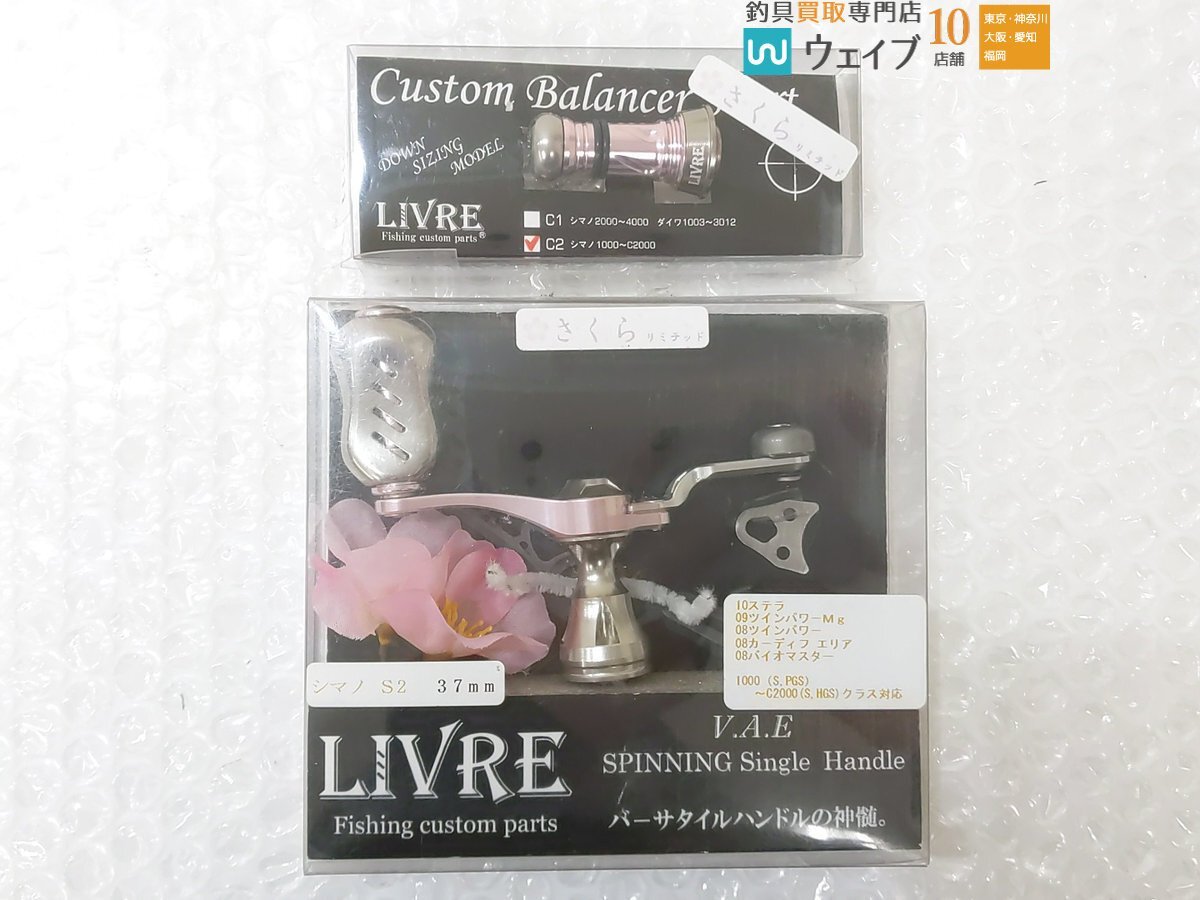 釣具買取専門店
ウェイブ
10
店舗
東京・神奈川
大阪・愛知
福岡
Custom Balancer
さくら リミテッド
DOWN
SIZING
MODEL
LIVRE
LIVRE
Fishing custom parts®
C1 シマノ2000～4000 ダイワ1003～3012
C2 シマノ1000～C2000
さくら リミテッド
10ステラ
09ツインパワーMg
08ツインパワー
08カーディフ エリア
08バイオマスター
1000 (S,PGS)
～C2000(S,HGS)クラス対応
シマノ S2 37mm
LIVRE
Fishing custom parts
V.A.E
SPINNING Single Handle
バーサタイルハンドルの神髄。